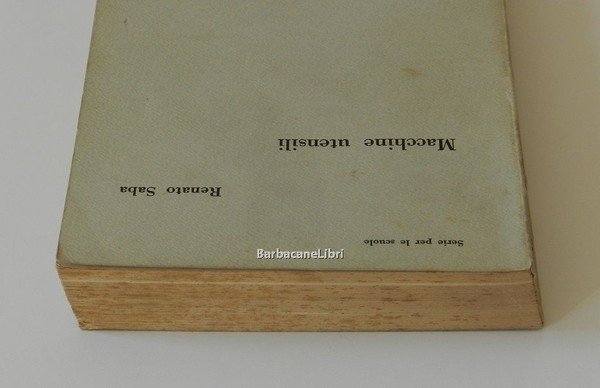 Serie per le scuole
Renato Saba
Macchine utensili
BarbacaneLibri